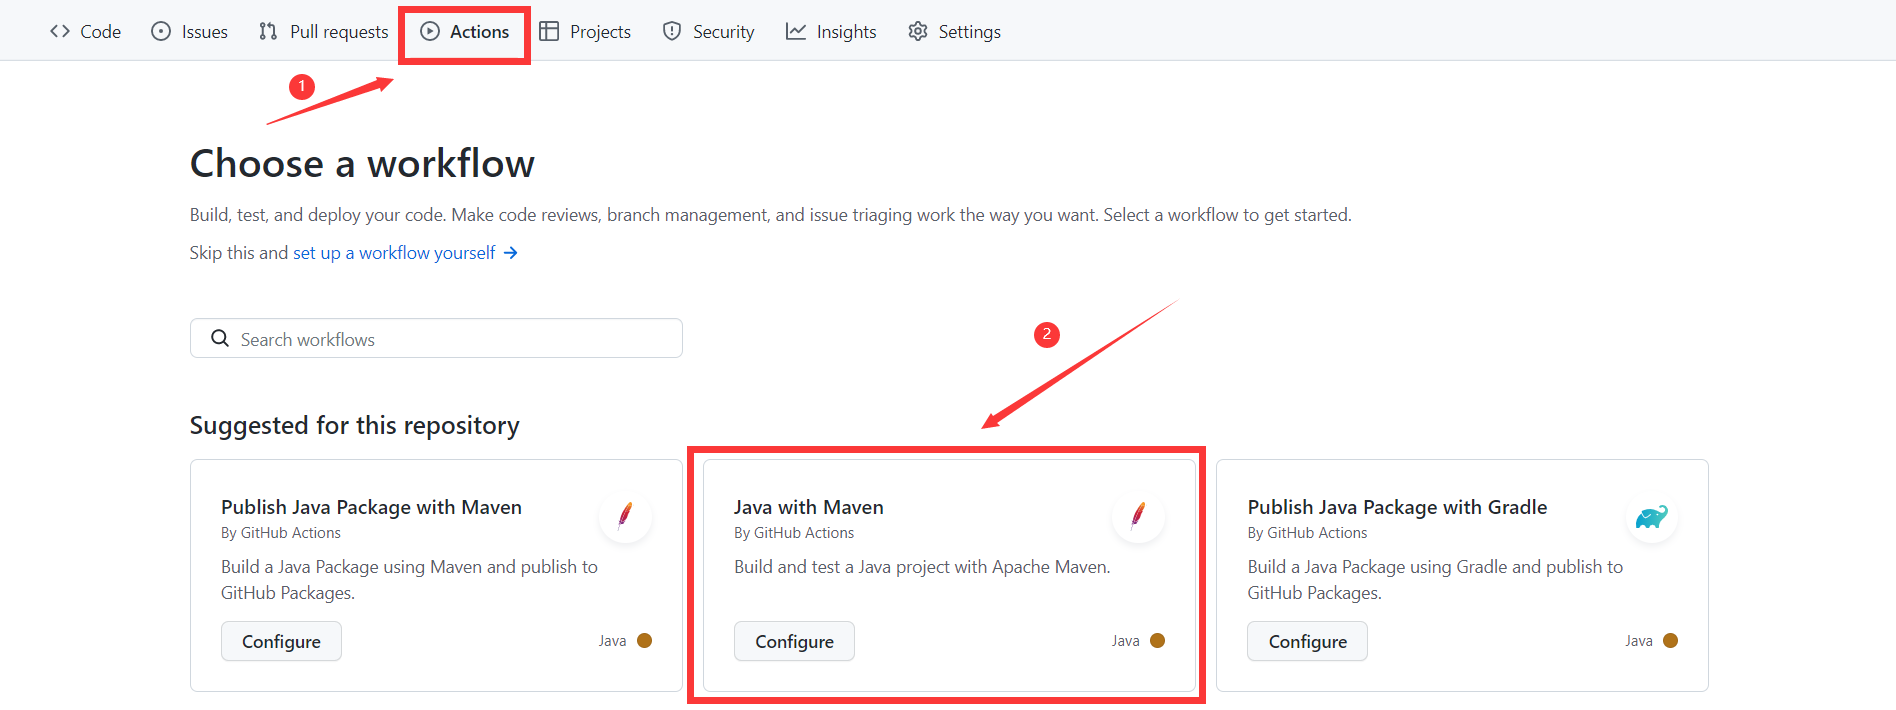 Code Issues Pull requests Actions Projects Security Insights Settings
1
Choose a workflow
Build, test, and deploy your code. Make code reviews, branch management, and issue triaging work the way you want. Select a workflow to get started.
Skip this and set up a workflow yourself →
Search workflows
2
Suggested for this repository
Publish Java Package with Maven
By GitHub Actions
Build a Java Package using Maven and publish to
GitHub Packages.
Configure Java
Java with Maven
By GitHub Actions
Build and test a Java project with Apache Maven.
Configure Java
Publish Java Package with Gradle
By GitHub Actions
Build a Java Package using Gradle and publish to
GitHub Packages.
Configure Java